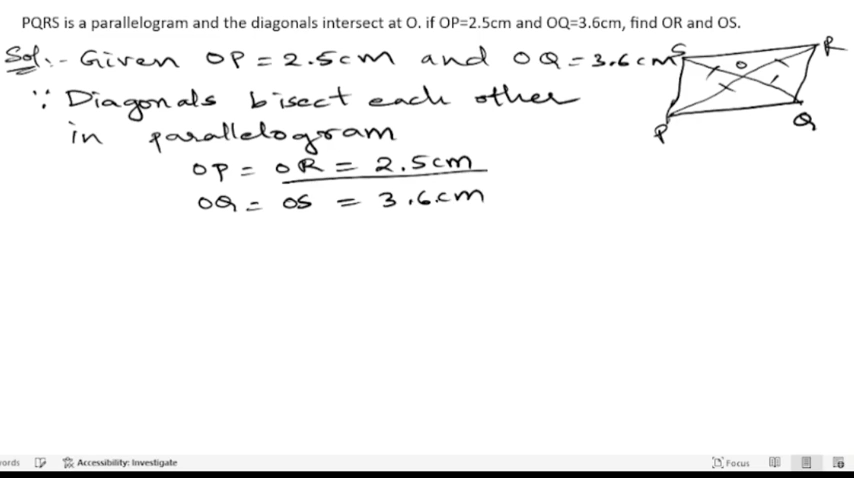 PQRS is a parallelogram and the diagonals intersect at O. if OP=2.5cm and OQ=3.6cm, find OR and OS.
Sol:- Given OP = 2.5cm and OQ = 3.6cm
S
R
O
∵ Diagonals bisect each other
P
Q
in parallelogram
OP = OR = 2.5cm
OQ = OS = 3.6cm
ords Accessibility: Investigate Focus